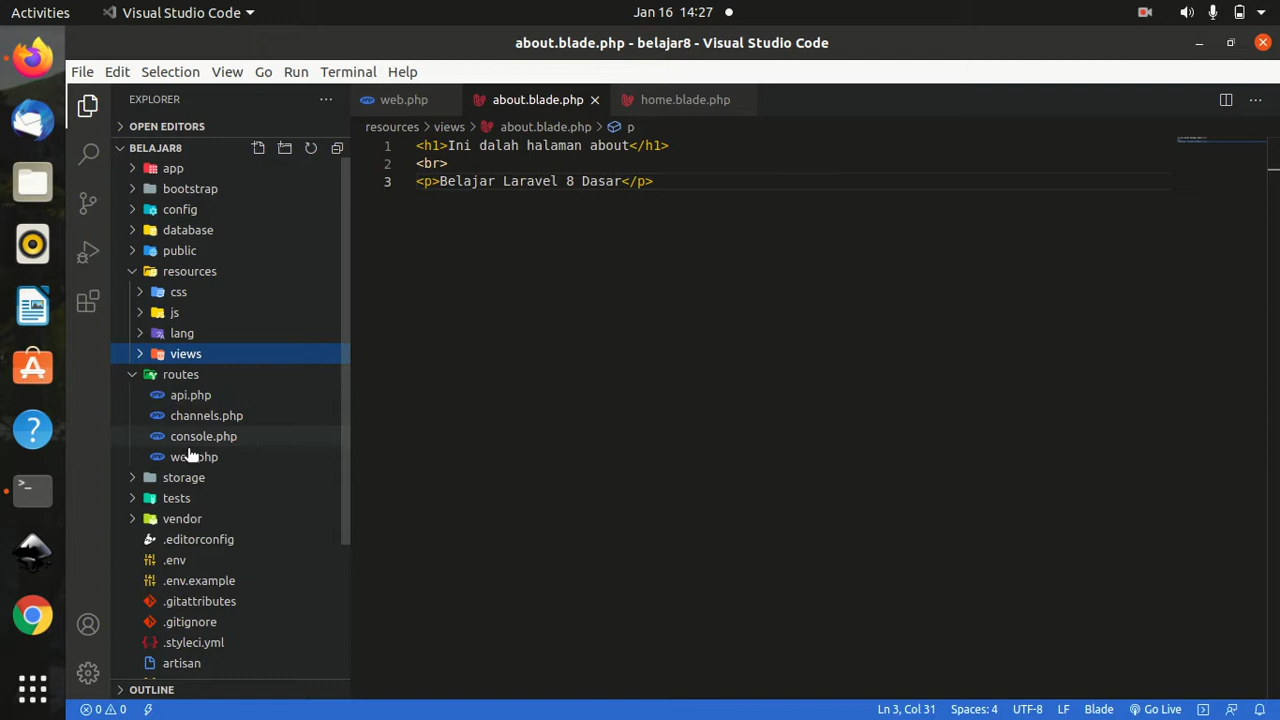 Activities
Visual Studio Code
Jan 16 14:27
about.blade.php - belajar8 - Visual Studio Code
File Edit Selection View Go Run Terminal Help
EXPLORER
OPEN EDITORS
BELAJAR8
app
bootstrap
config
database
public
resources
css
js
lang
views
routes
api.php
channels.php
console.php
web.php
storage
tests
vendor
.editorconfig
.env
.env.example
.gitattributes
.gitignore
.styleci.yml
artisan
OUTLINE
web.php about.blade.php home.blade.php
resources > views > about.blade.php > p
1 <h1>Ini dalah halaman about</h1>
2 <br>
3 <p>Belajar Laravel 8 Dasar</p>
0 0 Ln 3, Col 31 Spaces: 4 UTF-8 LF Blade Go Live